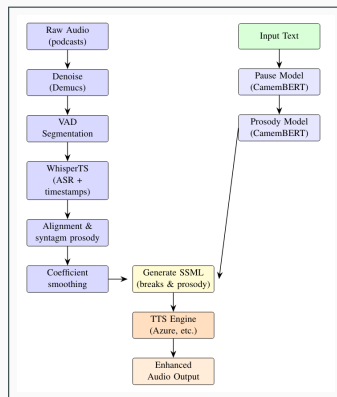 Raw Audio
(podcasts)
Denoise
(Demucs)
VAD
Segmentation
WhisperTS
(ASR +
timestamps)
Alignment &
syntagm prosody
Coefficient
smoothing
Input Text
Pause Model
(CamemBERT)
Prosody Model
(CamemBERT)
Generate SSML
(breaks & prosody)
TTS Engine
(Azure, etc.)
Enhanced
Audio Output